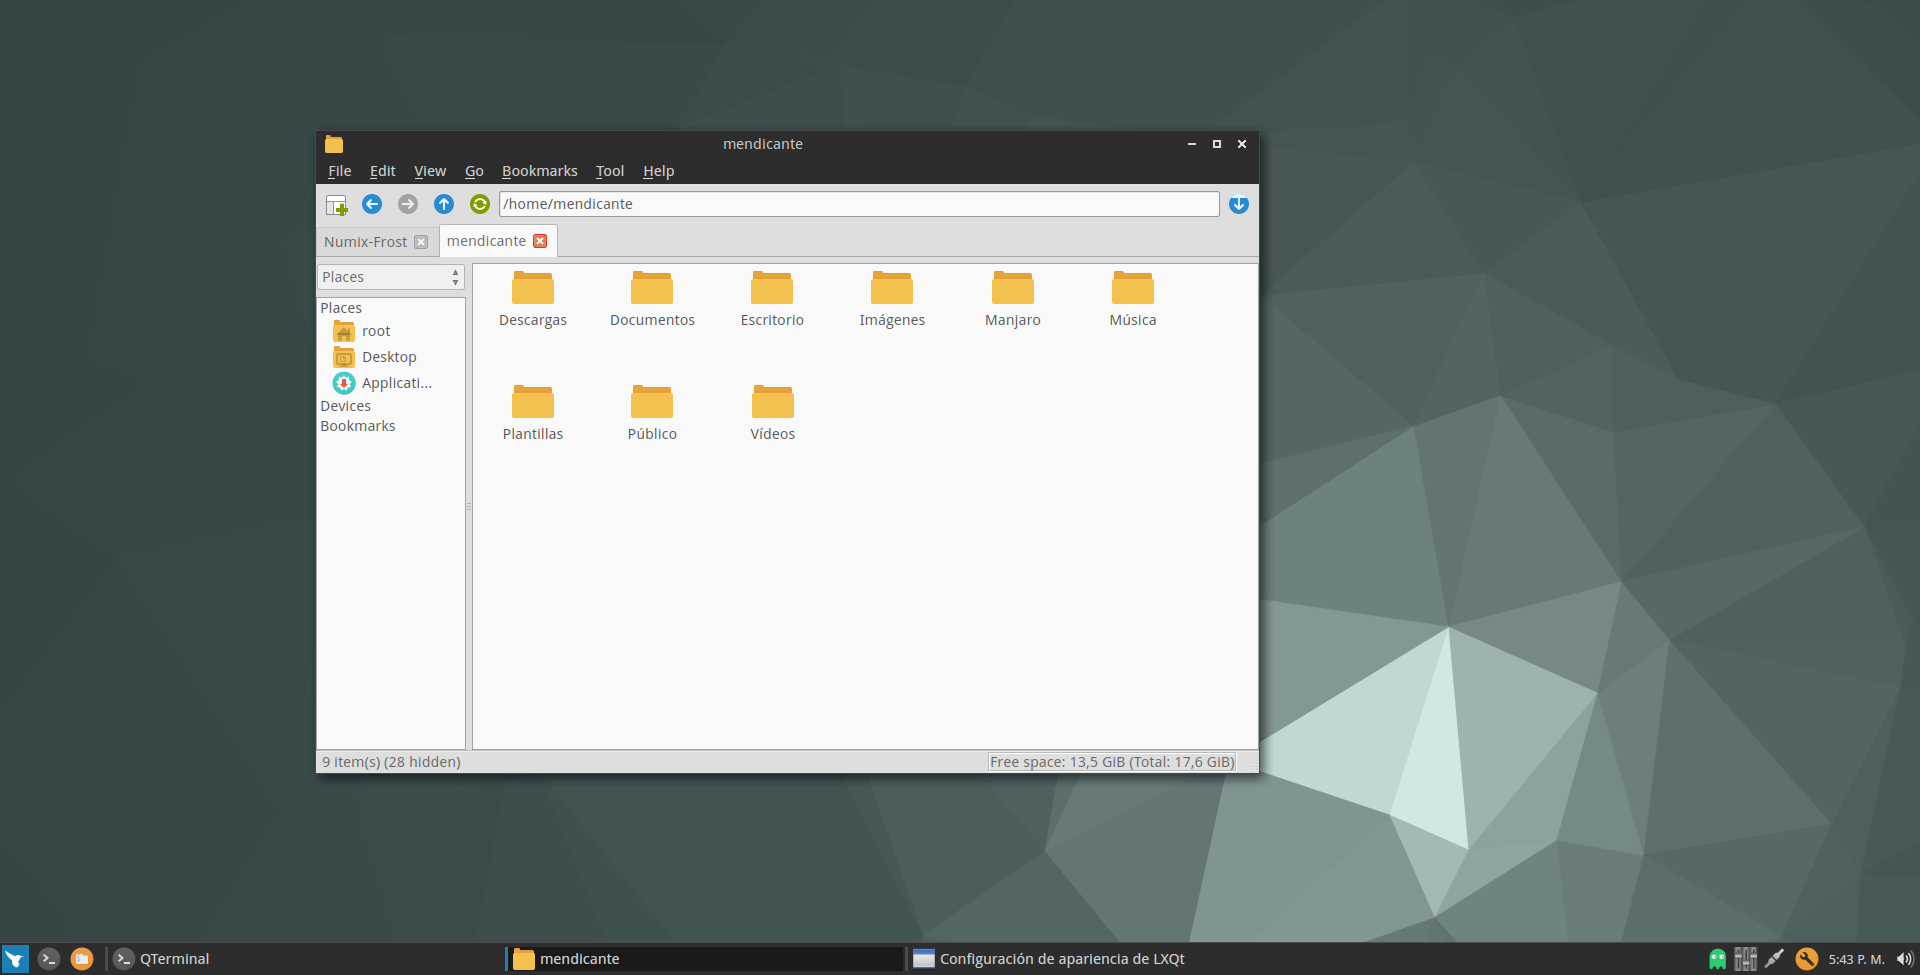 mendicante
File Edit View Go Bookmarks Tool Help
/home/mendicante
Numix-Frost mendicante
Places
Places
root
Desktop
Applicati...
Devices
Bookmarks
Descargas Documentos Escritorio Imágenes Manjaro Música
Plantillas Público Vídeos
9 item(s) (28 hidden) Free space: 13,5 GiB (Total: 17,6 GiB)
QTerminal mendicante Configuración de apariencia de LXQt 5:43 P. M.